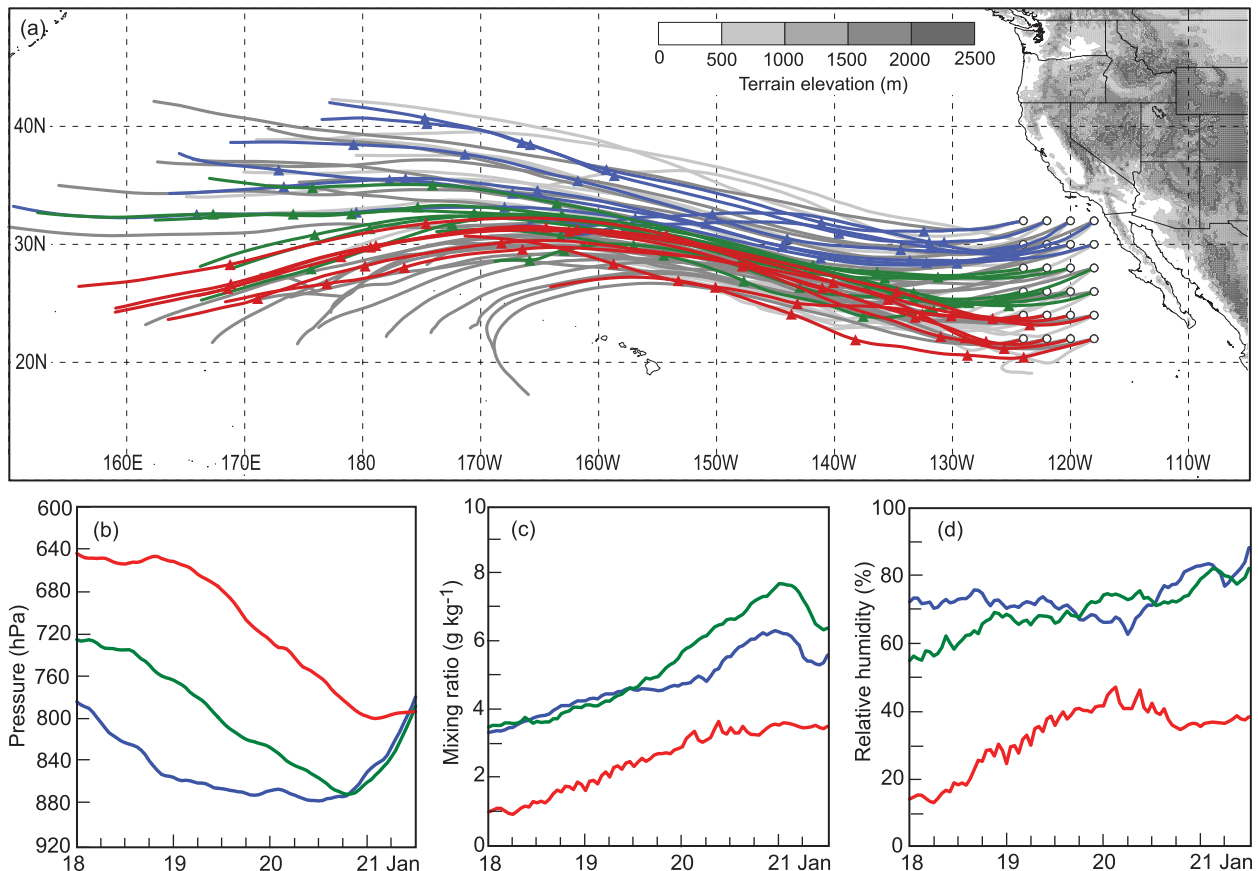 (a)
0 500 1000 1500 2000 2500
Terrain elevation (m)
40N
30N
20N
160E 170E 180 170W 160W 150W 140W 130W 120W 110W
(b)
Pressure (hPa)
600
640
680
720
760
800
840
880
920
18 19 20 21 Jan
(c)
Mixing ratio (g kg-1)
10
8
6
4
2
0
18 19 20 21 Jan
(d)
Relative humidity (%)
100
80
60
40
20
0
18 19 20 21 Jan